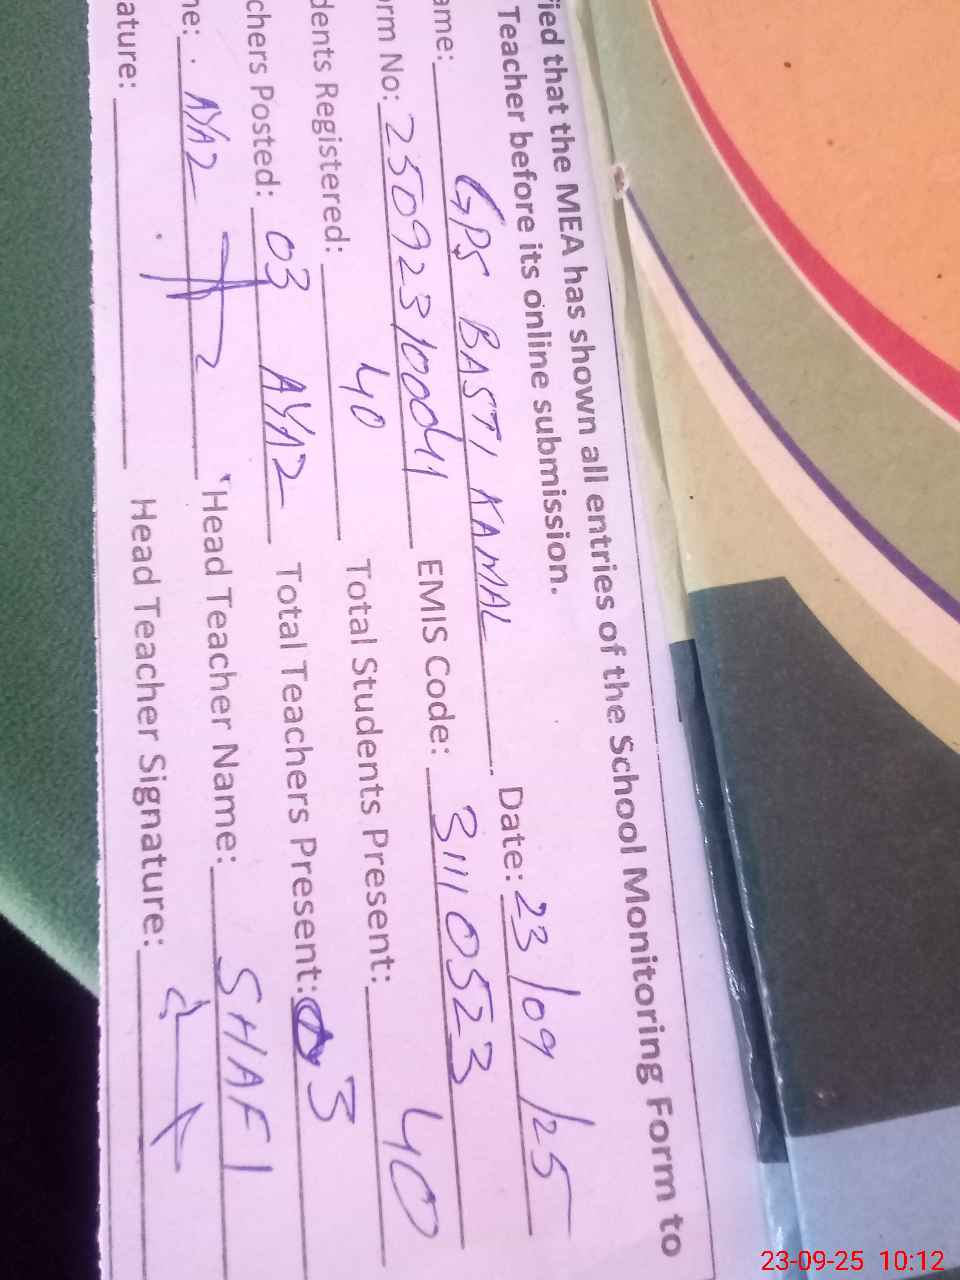 ied that the MEA has shown all entries of the School Monitoring Form to
Teacher before its online submission.
ame: GPS BASTI KAMAL Date: 23/09/25
rm No: EMIS Code: 31110523
dents Registered: 40 Total Students Present: 40
chers Posted: 03 AYAZ Total Teachers Present: 3
ne: AYAZ Head Teacher Name: SHAFI
ature: Head Teacher Signature:
23-09-25 10:12